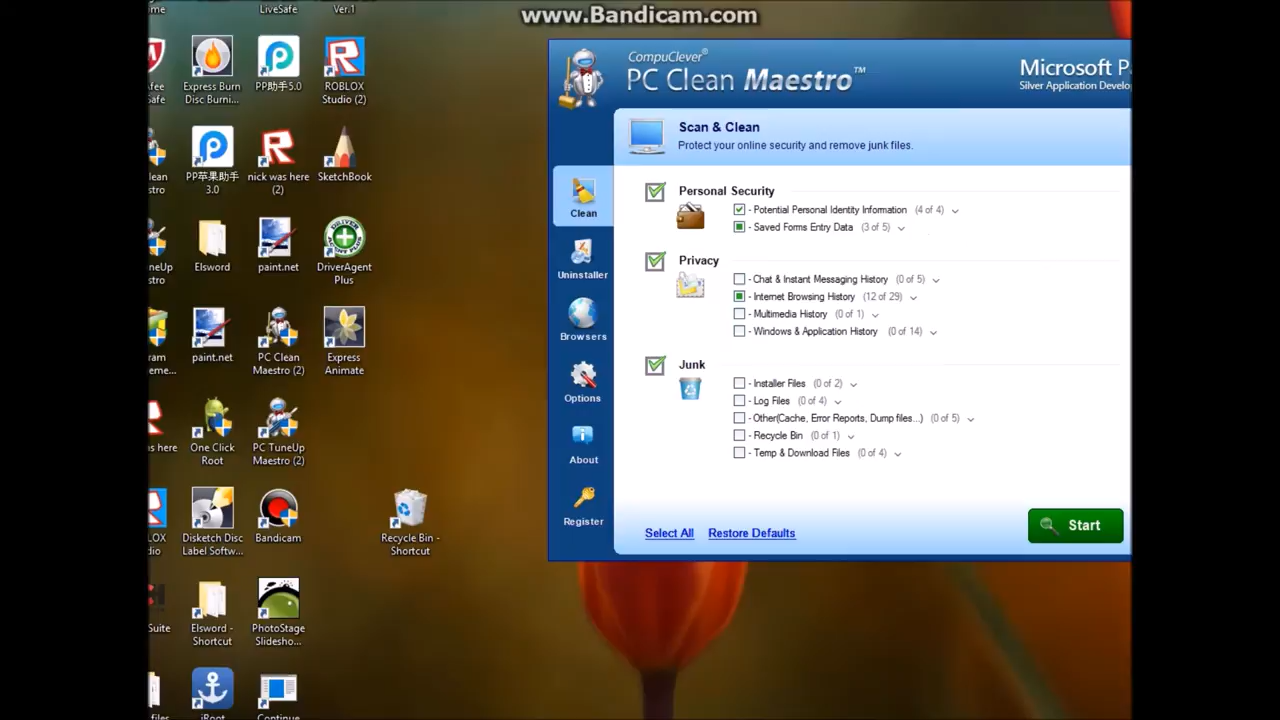 www.Bandicam.com
LiveSafe
Ver.1
Express Burn
Disc Burni...
PP助手5.0
ROBLOX
Studio (2)
PP苹果助手
3.0
nick was here
(2)
SketchBook
Elsword
paint.net
DriverAgent
Plus
paint.net
PC Clean
Maestro (2)
Express
Animate
One Click
Root
PC TuneUp
Maestro (2)
Disketch Disc
Label Softw...
Bandicam
Recycle Bin -
Shortcut
Elsword -
Shortcut
PhotoStage
Slidesho...
CompuClever®
PC Clean Maestro™
Microsoft P
Silver Application Develo
Scan & Clean
Protect your online security and remove junk files.
Clean
Uninstaller
Browsers
Options
About
Register
Personal Security
- Potential Personal Identity Information (4 of 4)
- Saved Forms Entry Data (3 of 5)
Privacy
- Chat & Instant Messaging History (0 of 5)
- Internet Browsing History (12 of 29)
- Multimedia History (0 of 1)
- Windows & Application History (0 of 14)
Junk
- Installer Files (0 of 2)
- Log Files (0 of 4)
- Other(Cache, Error Reports, Dump files...) (0 of 5)
- Recycle Bin (0 of 1)
- Temp & Download Files (0 of 4)
Select All
Restore Defaults
Start